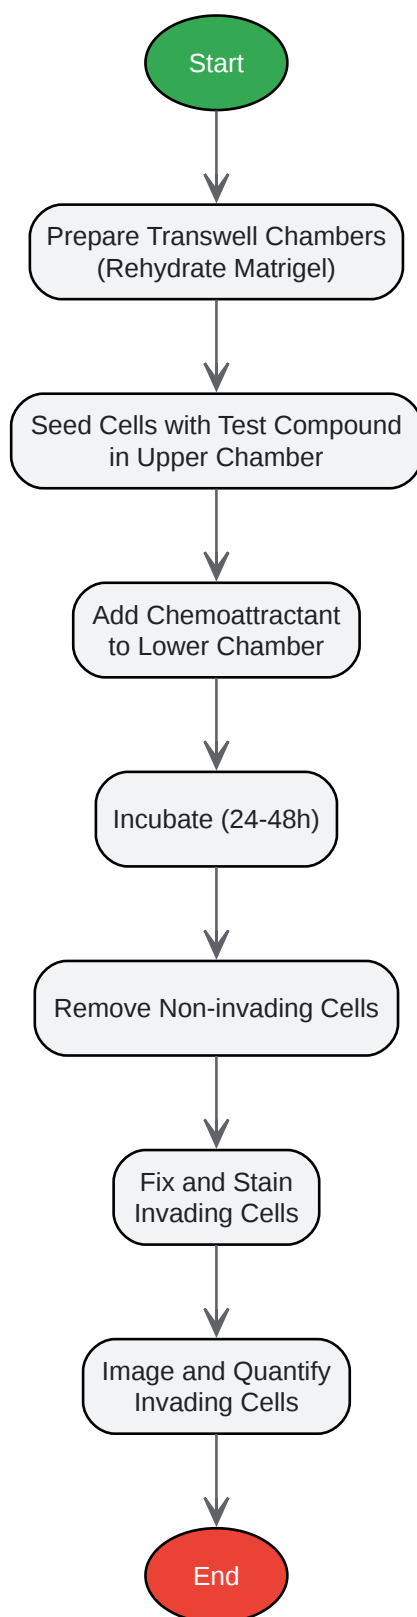 Start
Prepare Transwell Chambers
(Rehydrate Matrigel)
Seed Cells with Test Compound
in Upper Chamber
Add Chemoattractant
to Lower Chamber
Incubate (24-48h)
Remove Non-invading Cells
Fix and Stain
Invading Cells
Image and Quantify
Invading Cells
End